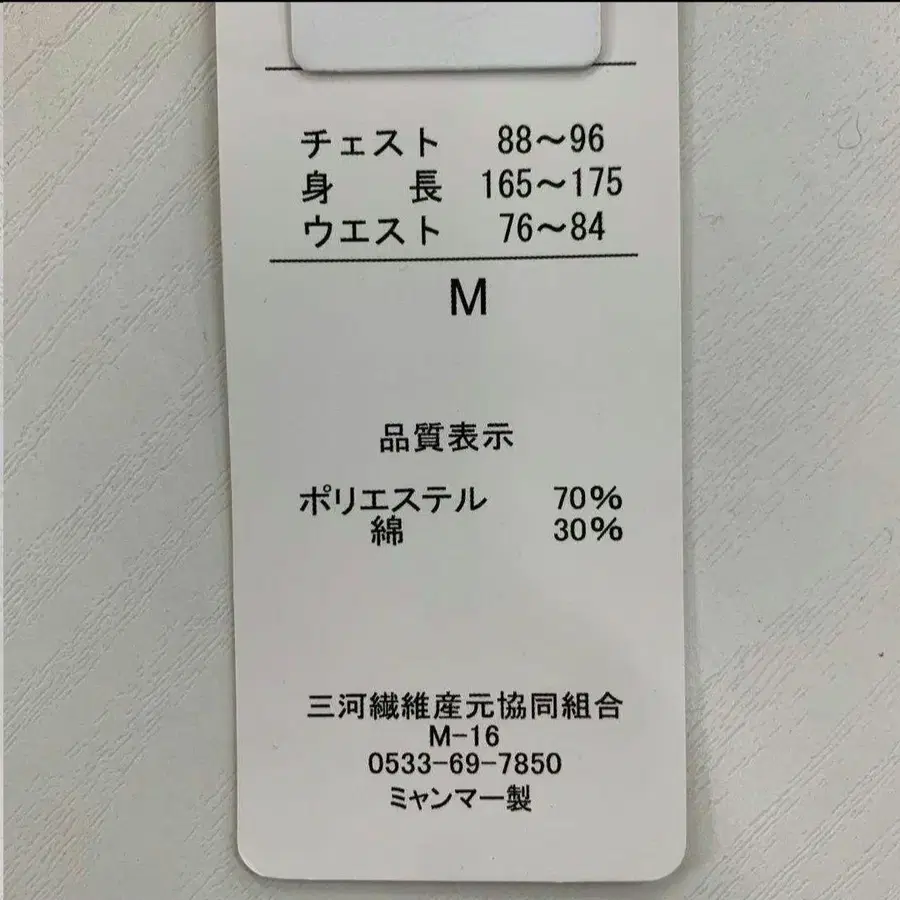 チェスト 88～96
身長 165～175
ウエスト 76～84
M
品質表示
ポリエステル 70%
綿 30%
三河繊維産元協同組合
M-16
0533-69-7850
ミャンマー製